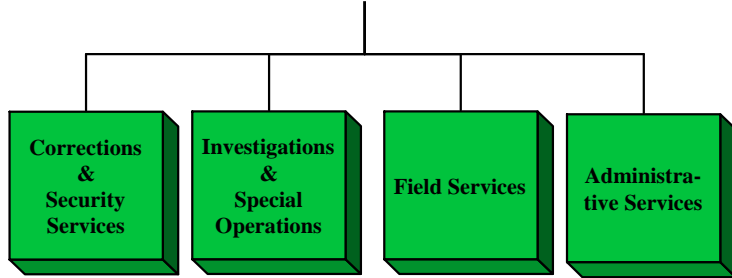 Corrections
&
Security
Services
Investigations
&
Special
Operations
Field Services
Administra-
tive Services